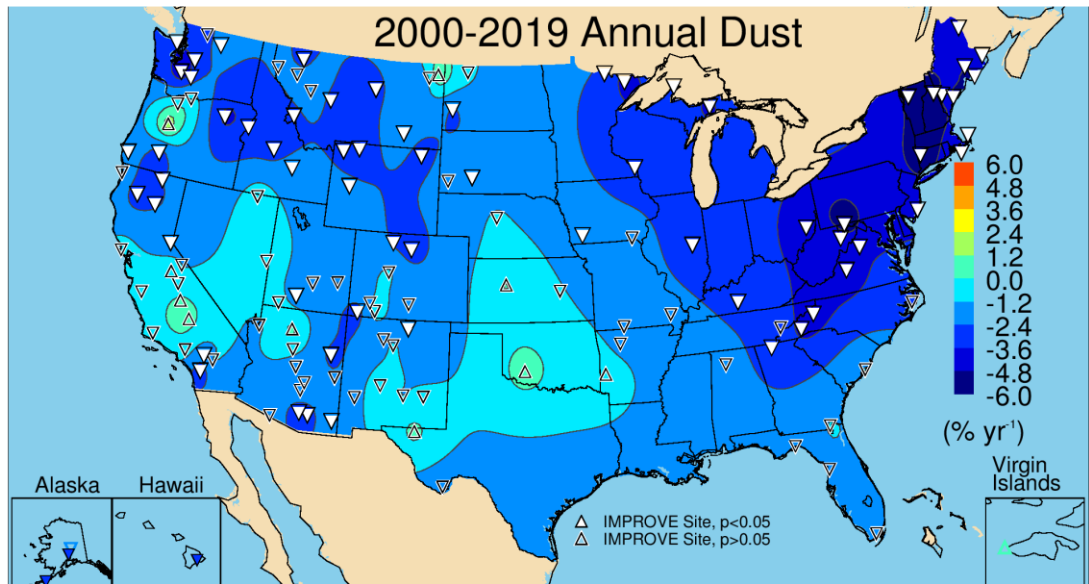 2000-2019 Annual Dust
6.0
4.8
3.6
2.4
1.2
0.0
-1.2
-2.4
-3.6
-4.8
-6.0
(% yr⁻¹)
Alaska
Hawaii
Virgin
Islands
IMPROVE Site, p<0.05
IMPROVE Site, p>0.05